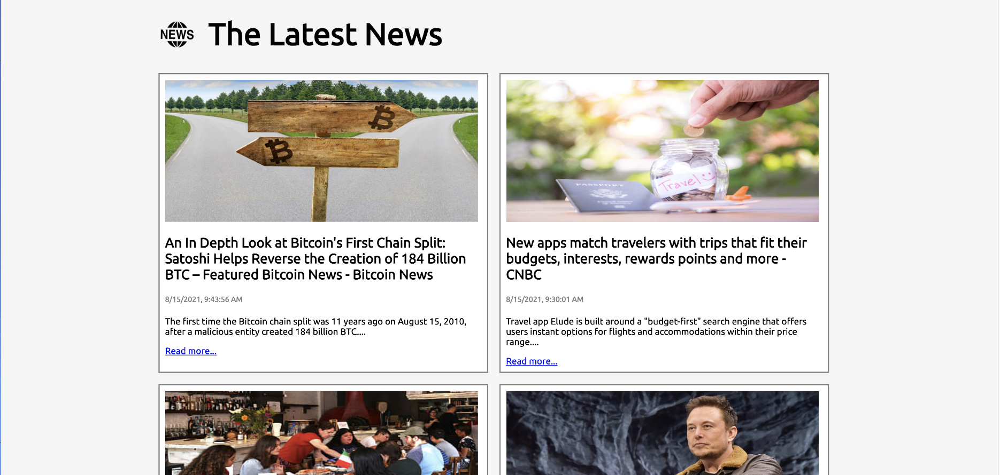 NEWS
The Latest News
An In Depth Look at Bitcoin's First Chain Split:
Satoshi Helps Reverse the Creation of 184 Billion
BTC – Featured Bitcoin News - Bitcoin News
8/15/2021, 9:43:56 AM
The first time the Bitcoin chain split was 11 years ago on August 15, 2010,
after a malicious entity created 184 billion BTC....
Read more...
PASSPORT
Travel
New apps match travelers with trips that fit their
budgets, interests, rewards points and more -
CNBC
8/15/2021, 9:30:01 AM
Travel app Elude is built around a "budget-first" search engine that offers
users instant options for flights and accommodations within their price
range....
Read more...